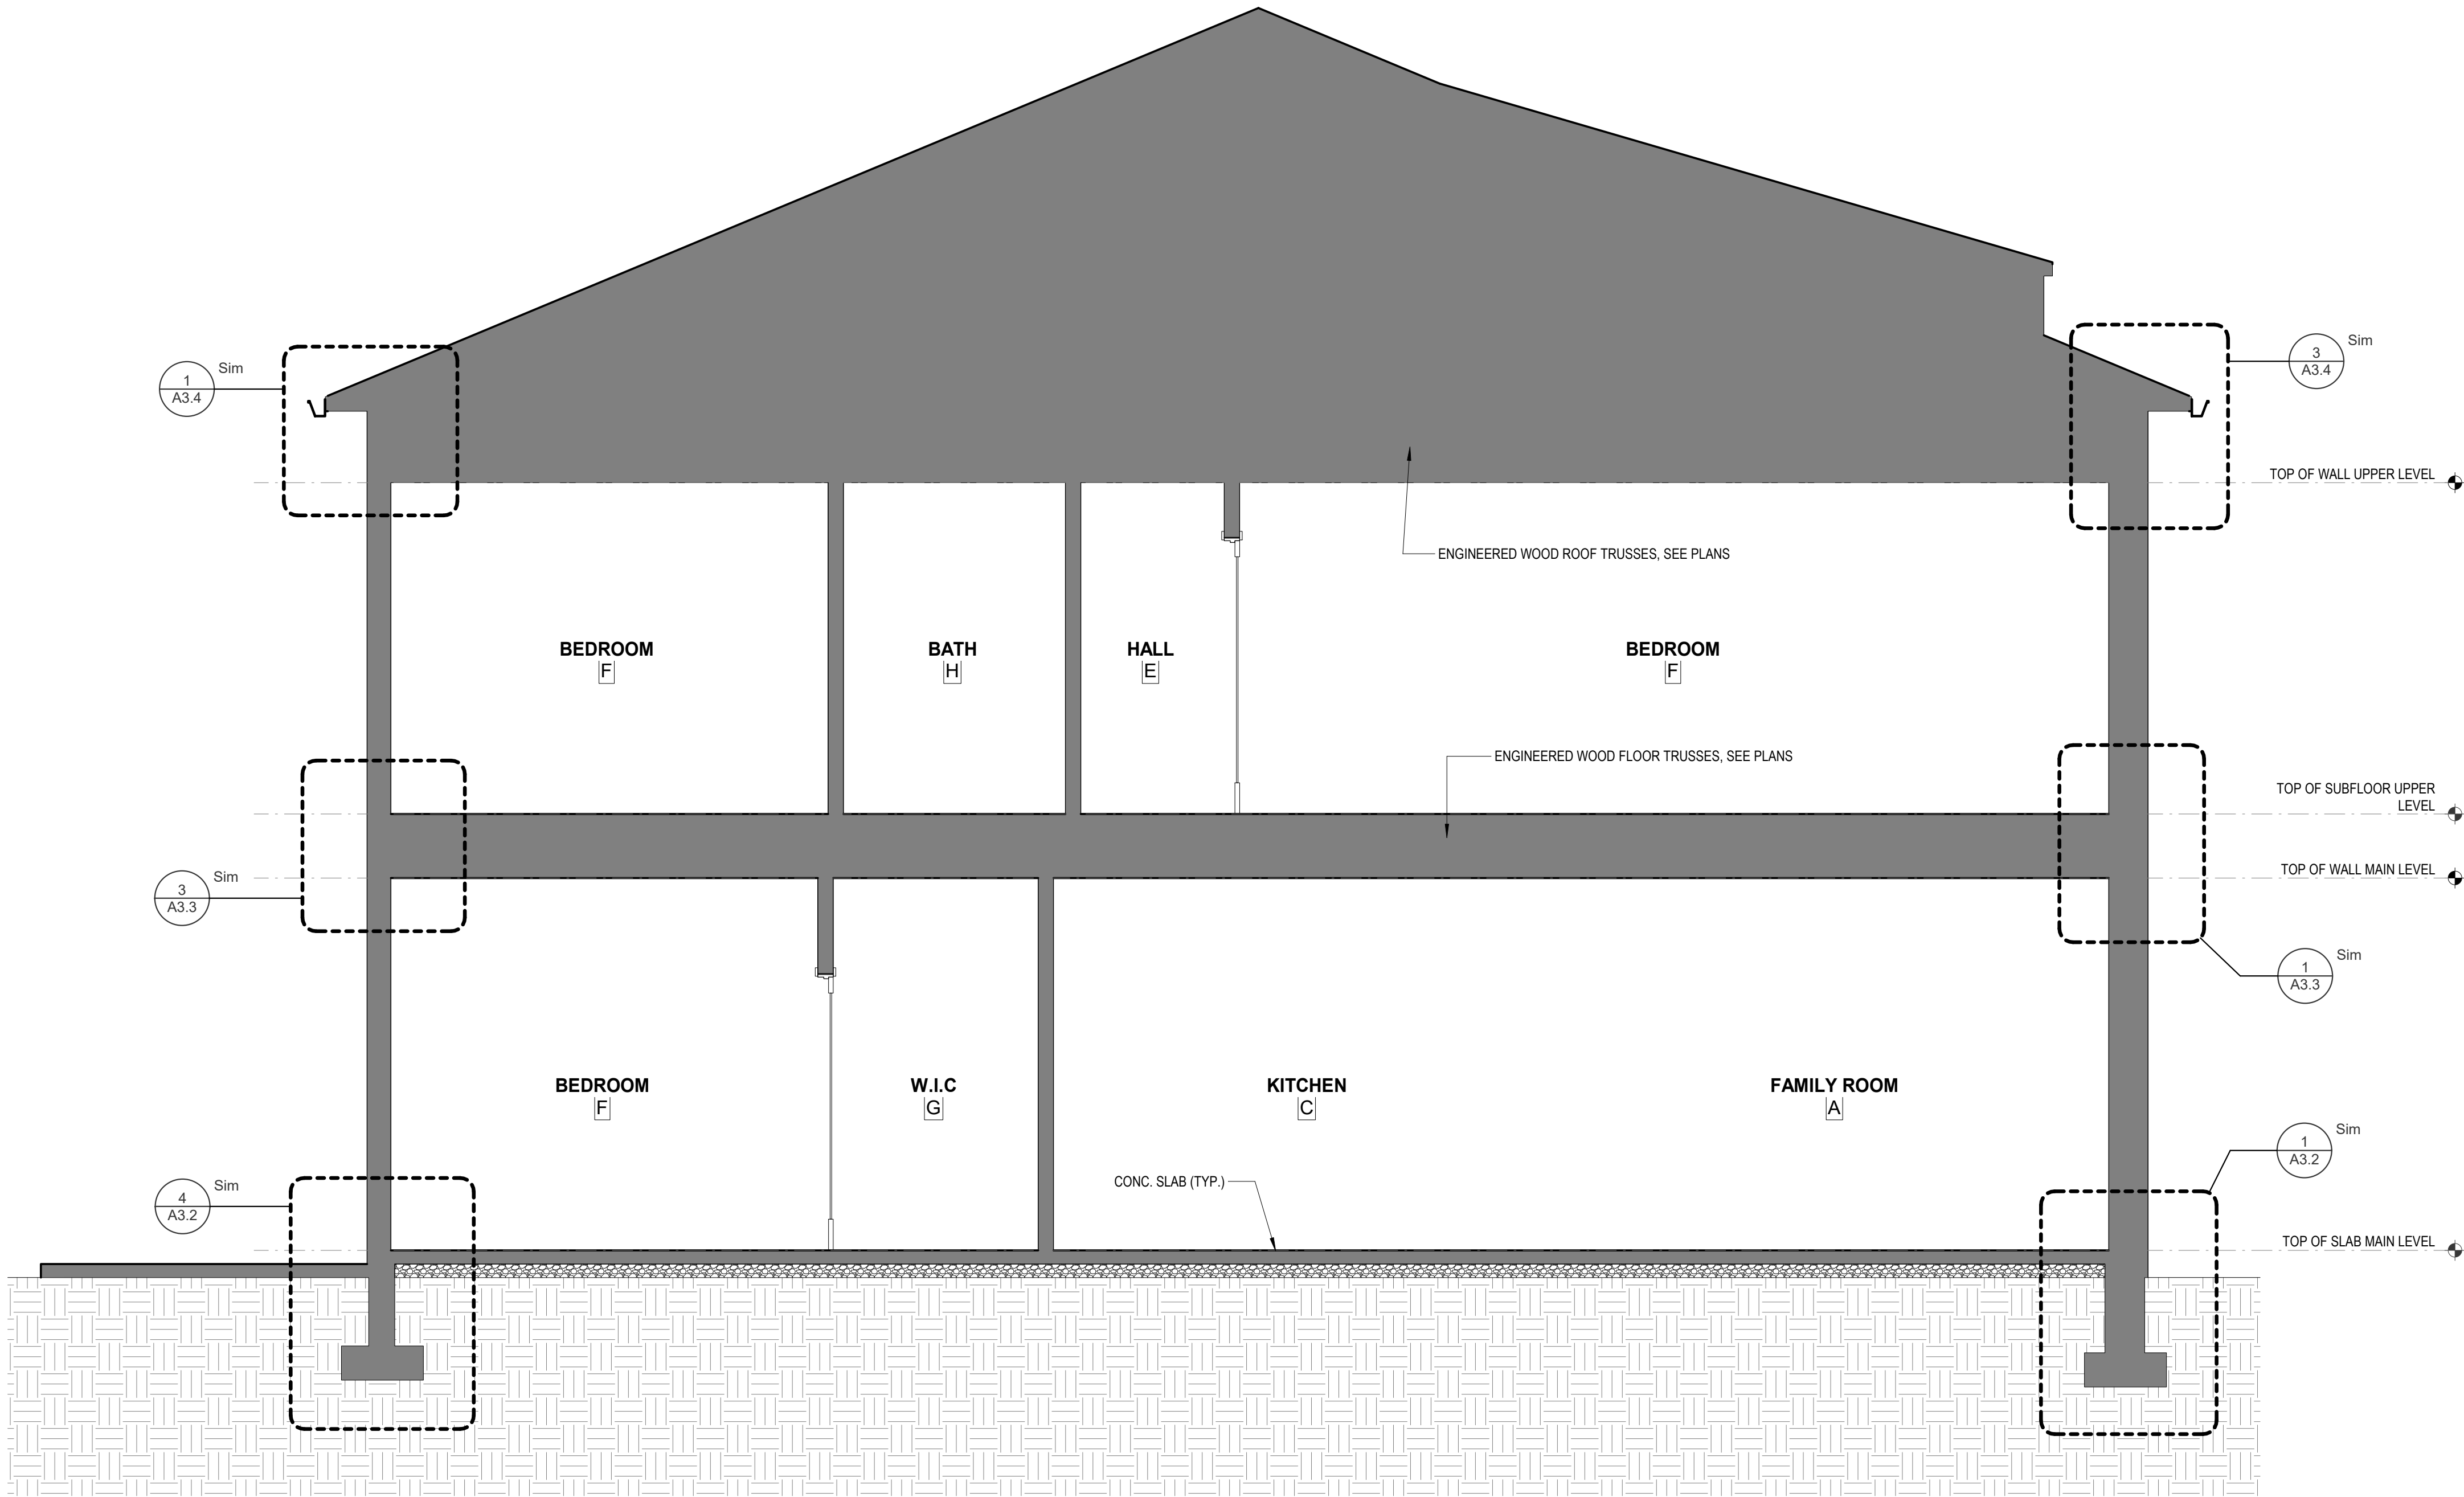 Sim
1
A3.4
Sim
3
A3.4
TOP OF WALL UPPER LEVEL
ENGINEERED WOOD ROOF TRUSSES, SEE PLANS
BEDROOM
F
BATH
H
HALL
E
BEDROOM
F
ENGINEERED WOOD FLOOR TRUSSES, SEE PLANS
TOP OF SUBFLOOR UPPER
LEVEL
Sim
3
A3.3
TOP OF WALL MAIN LEVEL
Sim
1
A3.3
BEDROOM
F
W.I.C
G
KITCHEN
C
FAMILY ROOM
A
Sim
1
A3.2
CONC. SLAB (TYP.)
Sim
4
A3.2
TOP OF SLAB MAIN LEVEL